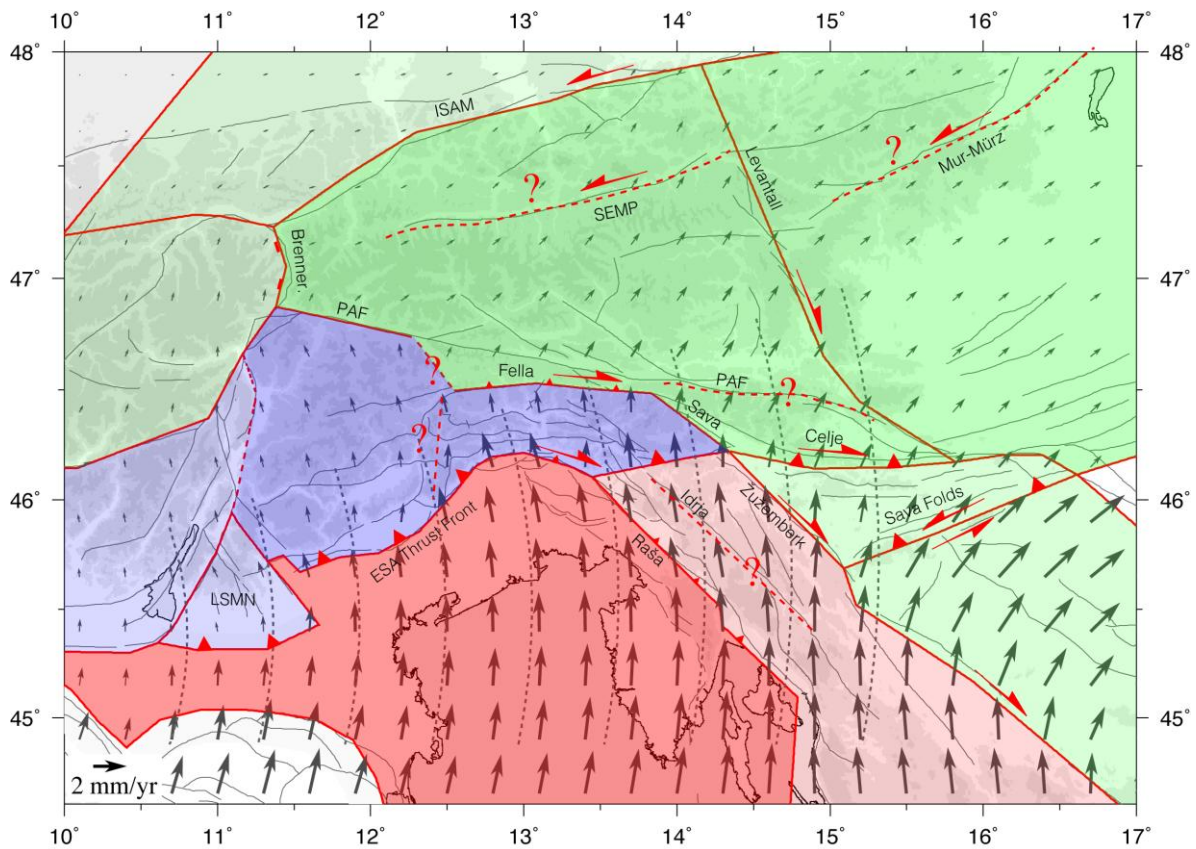 10° 11° 12° 13° 14° 15° 16° 17°
48° 48°
ISAM
Mur-Mürz
?
Levantall
?
SEMP
47° 47°
Brenner.
PAF
?
Fella
PAF
?
Sava
?
Celje
46° 46°
Sava Folds
Idrija
Žužemberk
ESA Thrust Front
Raša
?
LSMN
45° 45°
2 mm/yr
10° 11° 12° 13° 14° 15° 16° 17°